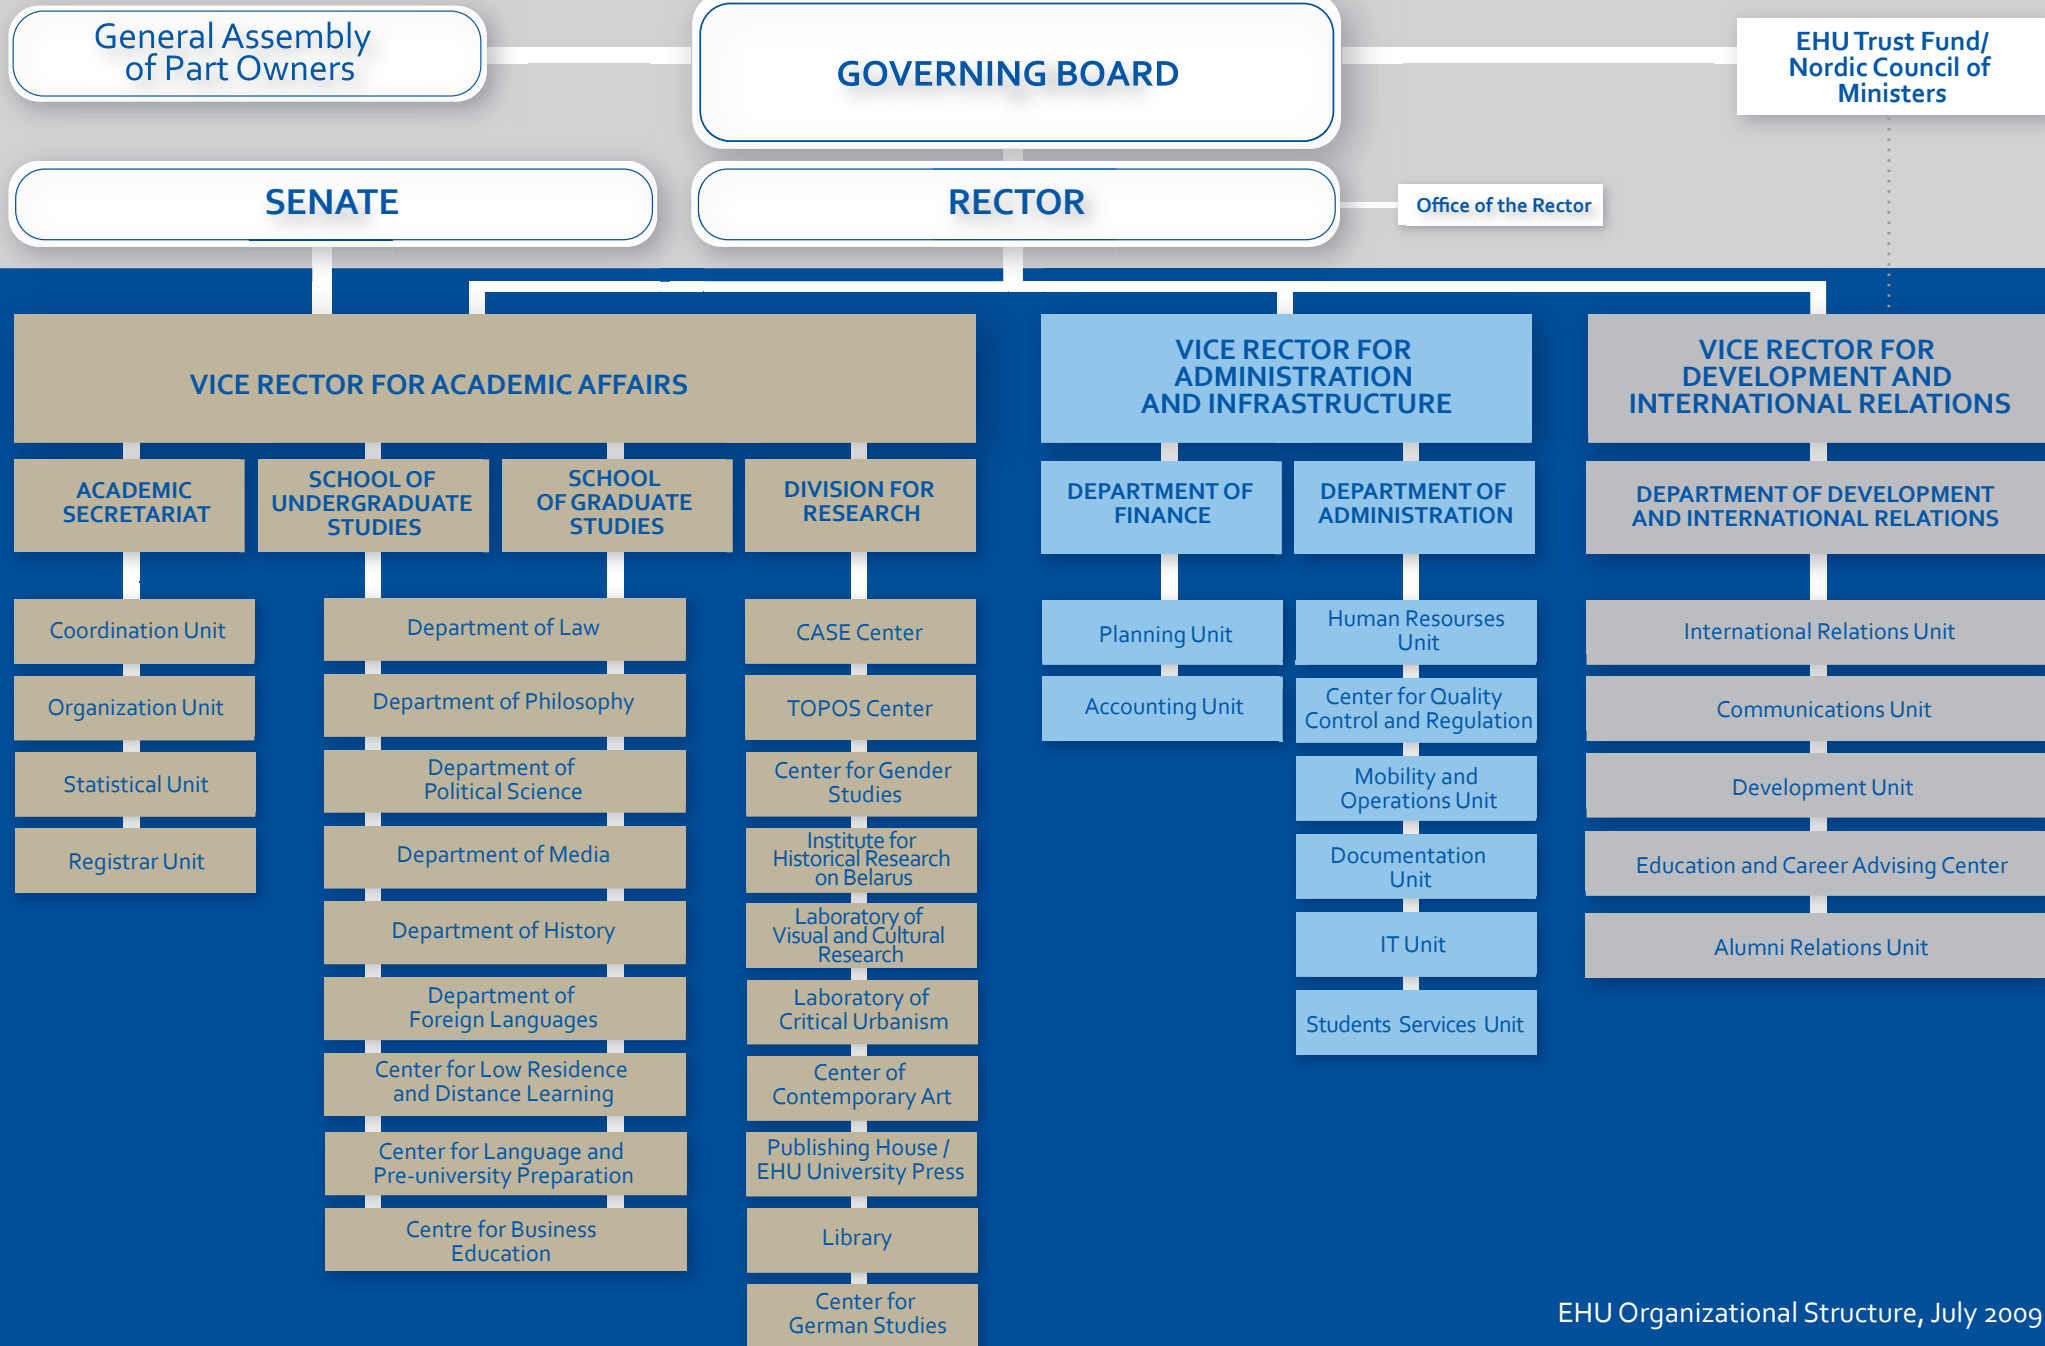 General Assembly
of Part Owners
GOVERNING BOARD
EHU Trust Fund/
Nordic Council of
Ministers
SENATE
RECTOR
Office of the Rector
VICE RECTOR FOR ACADEMIC AFFAIRS
VICE RECTOR FOR
ADMINISTRATION
AND INFRASTRUCTURE
VICE RECTOR FOR
DEVELOPMENT AND
INTERNATIONAL RELATIONS
ACADEMIC
SECRETARIAT
SCHOOL OF
UNDERGRADUATE
STUDIES
SCHOOL
OF GRADUATE
STUDIES
DIVISION FOR
RESEARCH
DEPARTMENT OF
FINANCE
DEPARTMENT OF
ADMINISTRATION
DEPARTMENT OF DEVELOPMENT
AND INTERNATIONAL RELATIONS
Coordination Unit
Organization Unit
Statistical Unit
Registrar Unit
Department of Law
Department of Philosophy
Department of
Political Science
Department of Media
Department of History
Department of
Foreign Languages
Center for Low Residence
and Distance Learning
Center for Language and
Pre-university Preparation
Centre for Business
Education
CASE Center
TOPOS Center
Center for Gender
Studies
Institute for
Historical Research
on Belarus
Laboratory of
Visual and Cultural
Research
Laboratory of
Critical Urbanism
Center of
Contemporary Art
Publishing House /
EHU University Press
Library
Center for
German Studies
Planning Unit
Accounting Unit
Human Resourses
Unit
Center for Quality
Control and Regulation
Mobility and
Operations Unit
Documentation
Unit
IT Unit
Students Services Unit
International Relations Unit
Communications Unit
Development Unit
Education and Career Advising Center
Alumni Relations Unit
EHU Organizational Structure, July 2009